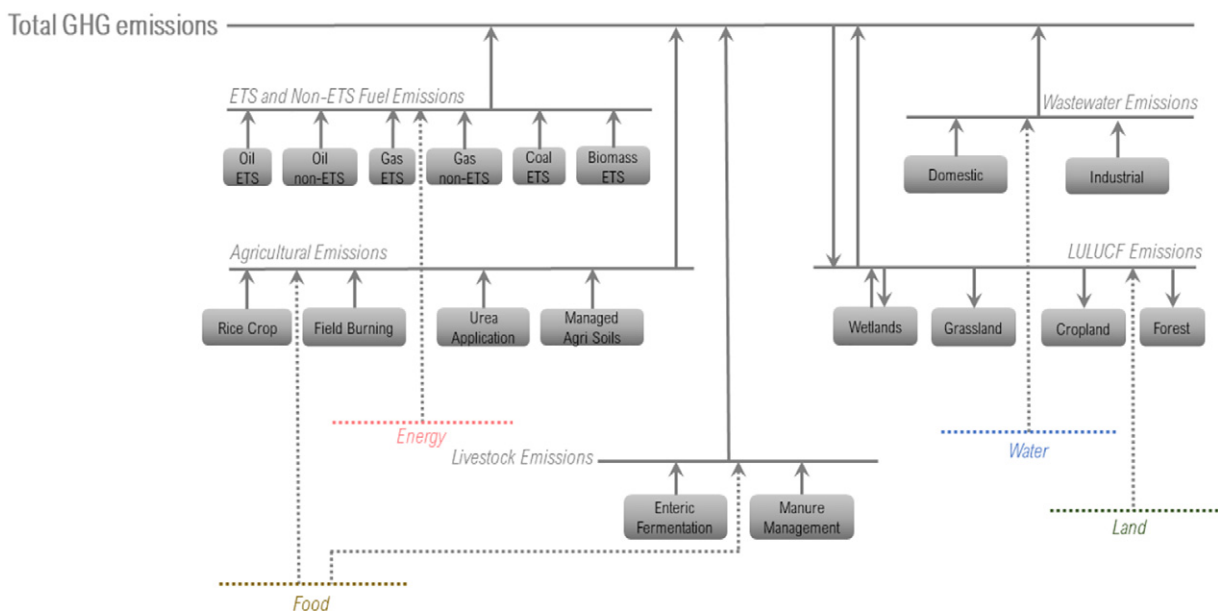 Total GHG emissions
ETS and Non-ETS Fuel Emissions
Wastewater Emissions
Oil
ETS
Oil
non-ETS
Gas
ETS
Gas
non-ETS
Coal
ETS
Biomass
ETS
Domestic
Industrial
Agricultural Emissions
LULUCF Emissions
Rice Crop
Field Burning
Urea
Application
Managed
Agri Soils
Wetlands
Grassland
Cropland
Forest
Energy
Water
Livestock Emissions
Enteric
Fermentation
Manure
Management
Land
Food